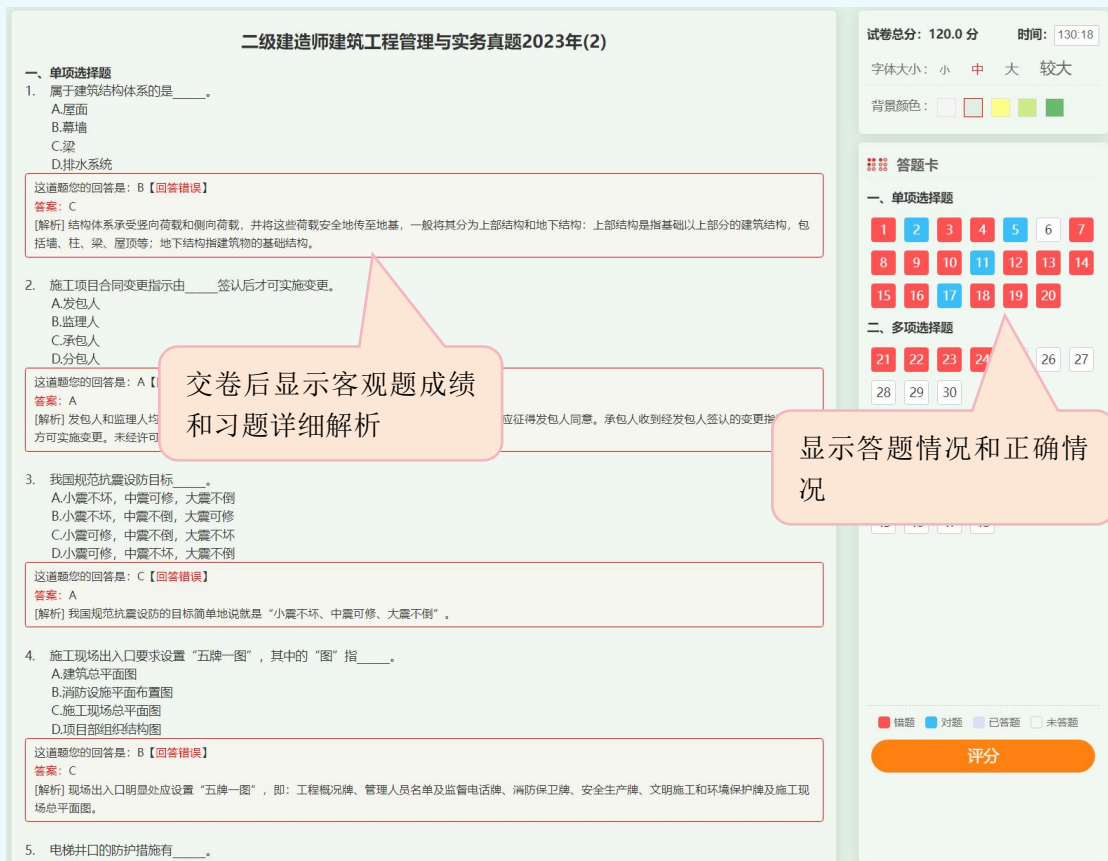 二级建造师建筑工程管理与实务真题2023年(2)
一、单项选择题
1. 属于建筑结构体系的是_____。
A.屋面
B.幕墙
C.梁
D.排水系统
这道题您的回答是：B【回答错误】
答案：C
[解析] 结构体系承受竖向荷载和侧向荷载，并将这些荷载安全地传至地基，一般将其分为上部结构和地下结构：上部结构是指基础以上部分的建筑结构，包
括墙、柱、梁、屋顶等；地下结构指建筑物的基础结构。
2. 施工项目合同变更指示由_____签认后才可实施变更。
A.发包人
B.监理人
C.承包人
D.分包人
这道题您的回答是：A【
答案：A
[解析] 发包人和监理人均
应征得发包人同意。承包人收到经发包人签认的变更指
方可实施变更。未经许可
交卷后显示客观题成绩
和习题详细解析
3. 我国规范抗震设防目标_____。
A.小震不坏，中震可修，大震不倒
B.小震不坏，中震不倒，大震可修
C.小震可修，中震不倒，大震不坏
D.小震可修，中震不坏，大震不倒
这道题您的回答是：C【回答错误】
答案：A
[解析] 我国规范抗震设防的目标简单地说就是“小震不坏、中震可修、大震不倒”。
4. 施工现场出入口要求设置“五牌一图”，其中的“图”指_____。
A.建筑总平面图
B.消防设施平面布置图
C.施工现场总平面图
D.项目部组织结构图
这道题您的回答是：B【回答错误】
答案：C
[解析] 现场出入口明显处应设置“五牌一图”，即：工程概况牌、管理人员名单及监督电话牌、消防保卫牌、安全生产牌、文明施工和环境保护牌及施工现
场总平面图。
5. 电梯井口的防护措施有_____。
试卷总分：120.0 分 时间：130:18
字体大小：小 中 大 较大
背景颜色：
答题卡
一、单项选择题
1 2 3 4 5 6 7
8 9 10 11 12 13 14
15 16 17 18 19 20
二、多项选择题
21 22 23 24 26 27
28 29 30
显示答题情况和正确情
况
错题 对题 已答题 未答题
评分